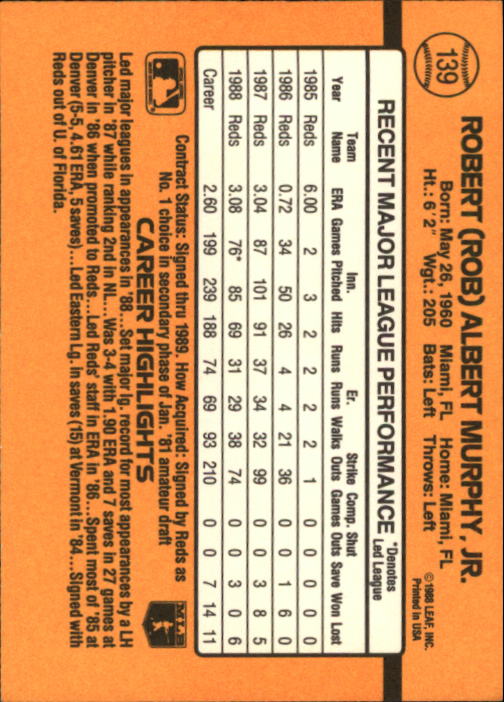 139
ROBERT (ROB) ALBERT MURPHY, JR.
Born: May 26, 1960 Miami, FL Home: Miami, FL
Ht.: 6'2" Wgt.: 205 Bats: Left Throws: Left
©1988 LEAF, INC.
Printed in USA
RECENT MAJOR LEAGUE PERFORMANCE *Denotes Led League
Year Team Name ERA Games Inn. Pitched Hits Runs Er. Runs Walks Strike Outs Comp. Games Shut Outs Save Won Lost
1985 Reds 6.00 2 3 2 2 2 2 1 0 0 0 0 0
1986 Reds 0.72 34 50 26 4 4 21 36 0 0 1 6 0
1987 Reds 3.04 87 101 91 37 34 32 99 0 0 3 8 5
1988 Reds 3.08 76* 85 69 31 29 38 74 0 0 3 0 6
Career 2.60 199 239 188 74 69 93 210 0 0 7 14 11
Contract Status: Signed thru 1989. How Acquired: Signed by Reds as
No. 1 choice in secondary phase of Jan. '81 amateur draft
CAREER HIGHLIGHTS
Led major leagues in appearances in '88...Set major lg. record for most appearances by a LH
pitcher in '87 while ranking 2nd in NL...Was 3-4 with 1.90 ERA and 7 saves in 27 games at
Denver in '86 when promoted to Reds...Led Reds' staff in ERA in '86...Spent most of '85 at
Denver (5-5, 4.61 ERA, 5 saves)...Led Eastern Lg. in saves (15) at Vermont in '84...Signed with
Reds out of U. of Florida.